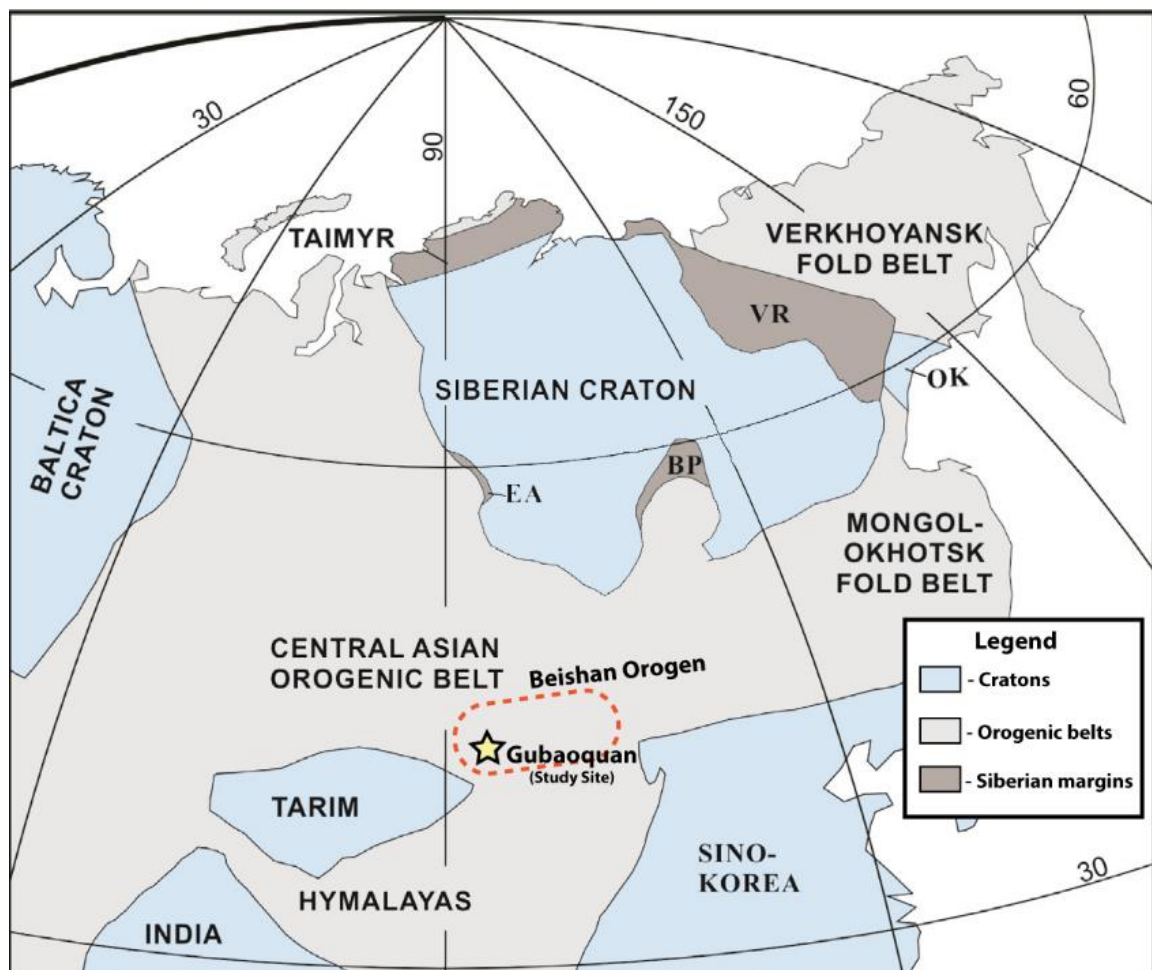 30
90
150
60
TAIMYR
VERKHOYANSK
FOLD BELT
VR
OK
SIBERIAN CRATON
BALTICA
CRATON
BP
EA
MONGOL-
OKHOTSK
FOLD BELT
CENTRAL ASIAN
OROGENIC BELT
Beishan Orogen
Gubaoquan
(Study Site)
TARIM
SINO-
KOREA
HYMALAYAS
INDIA
30
Legend
- Cratons
- Orogenic belts
- Siberian margins